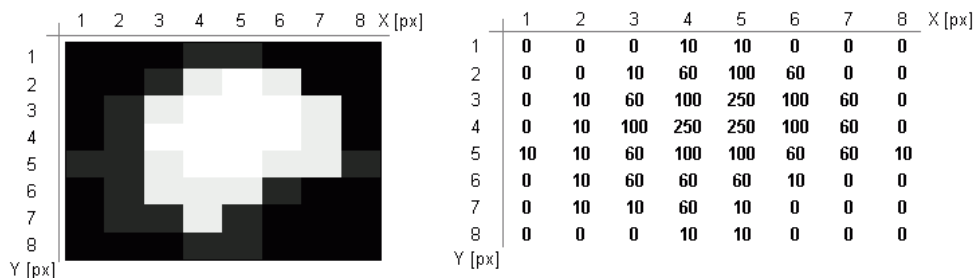 1 2 3 4 5 6 7 8 X [px]
1
2
3
4
5
6
7
8
Y [px]
1 2 3 4 5 6 7 8 X [px]
1 0 0 0 10 10 0 0 0
2 0 0 10 60 100 60 0 0
3 0 10 60 100 250 100 60 0
4 0 10 100 250 250 100 60 0
5 10 10 60 100 100 60 60 10
6 0 10 60 60 60 10 0 0
7 0 10 10 60 10 0 0 0
8 0 0 0 10 10 0 0 0
Y [px]